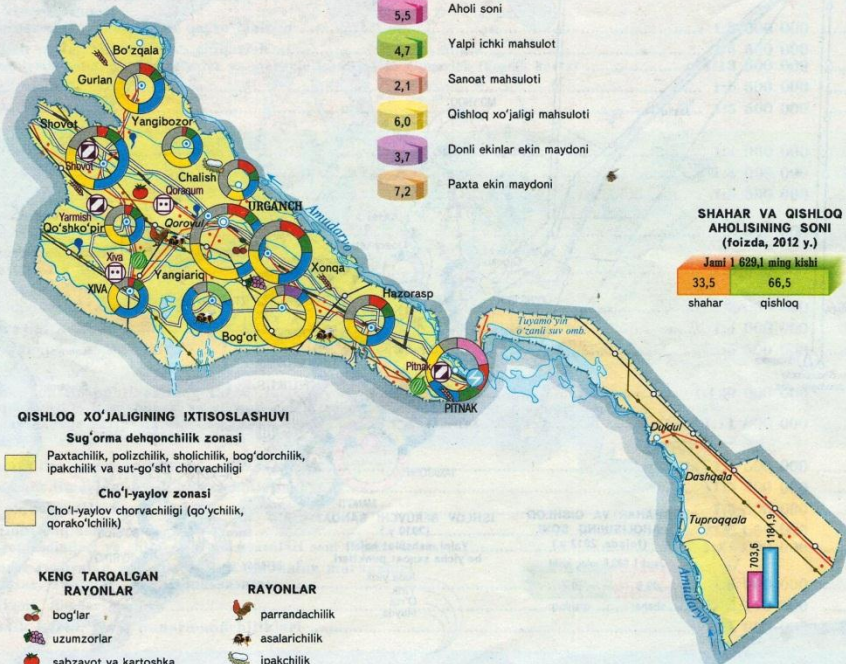 5,5 Aholi soni
4,7 Yalpi ichki mahsulot
2,1 Sanoat mahsuloti
6,0 Qishloq xo'jaligi mahsuloti
3,7 Donli ekinlar ekin maydoni
7,2 Paxta ekin maydoni
SHAHAR VA QISHLOQ
AHOLISINING SONI
(foizda, 2012 y.)
Jami 1 629,1 ming kishi
33,5 66,5
shahar qishloq
Bo'zqala
Gurlan
Shovot
Yangibozor
Shovot
Chalish
Qoraqum
URGANCH
Amudaryo
Yarmish
Qo'shko'pir
Qorovul
Xiva
XIVA
Yangiariq
Xonqa
Bog'ot
Hazorasp
Pitnak
PITNAK
Tuyamo'yin
o'zanli suv omb.
Duldul
Dashqala
Tuproqqala
Amudaryo
703,6
1181,9
QISHLOQ XO'JALIGINING IXTISOSLASHUVI
Sug'orma dehqonchilik zonasi
Paxtachilik, polizchilik, sholichilik, bog'dorchilik,
ipakchilik va sut-go'sht chorvachiligi
Cho'l-yaylov zonasi
Cho'l-yaylov chorvachiligi (qo'ychilik,
qorako'lchilik)
KENG TARQALGAN
RAYONLAR
bog'lar
uzumzorlar
sabzavot va kartoshka
RAYONLAR
parrandachilik
asalarichilik
ipakchilik